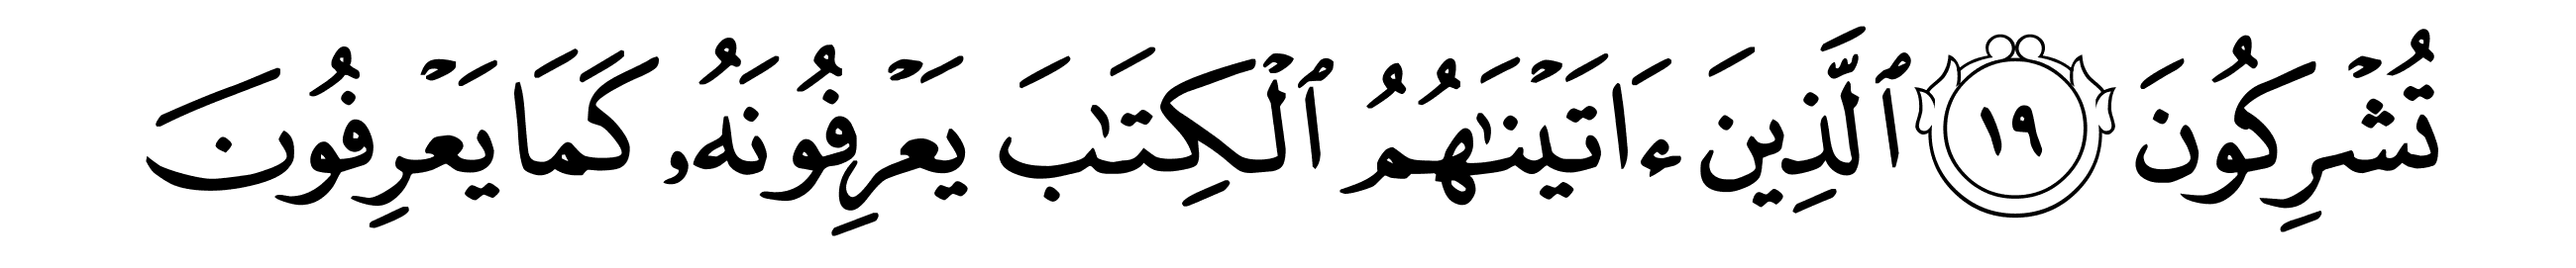 تُشۡرِكُونَ ١٩ ٱلَّذِينَ ءَاتَيۡنَٰهُمُ ٱلۡكِتَٰبَ يَعۡرِفُونَهُۥ كَمَا يَعۡرِفُونَ